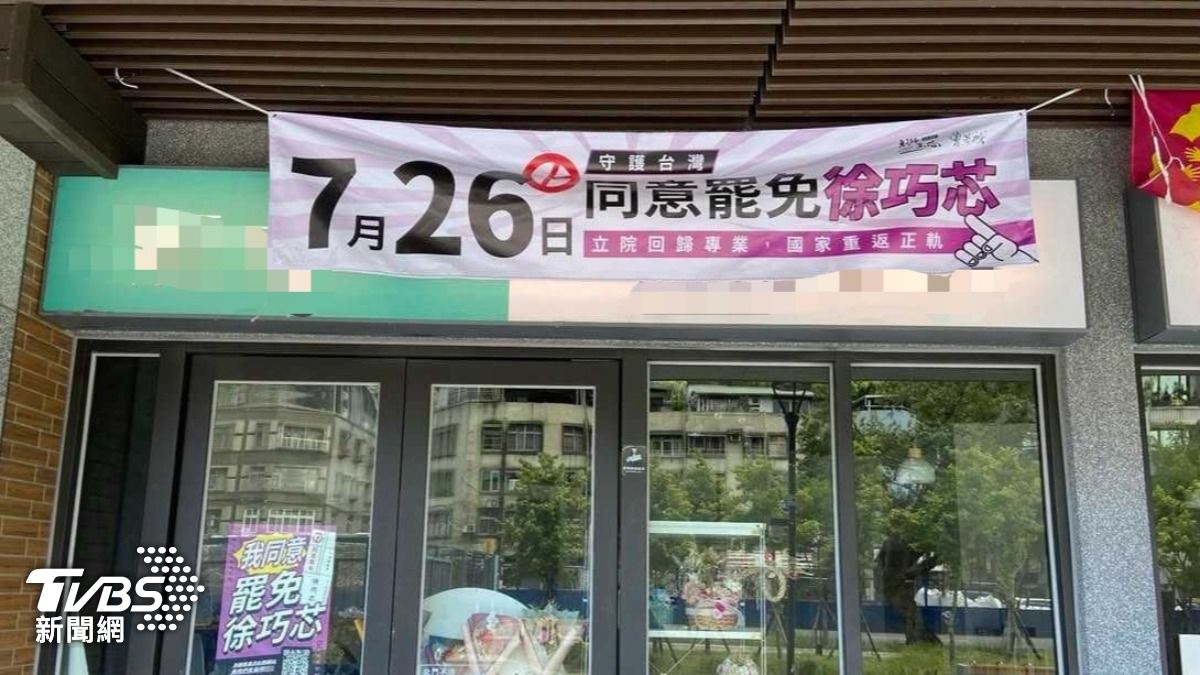 守護台灣
7月26日
同意罷免徐巧芯
立院回歸專業，國家重返正軌
我同意
罷免
徐巧芯
TVBS
新聞網